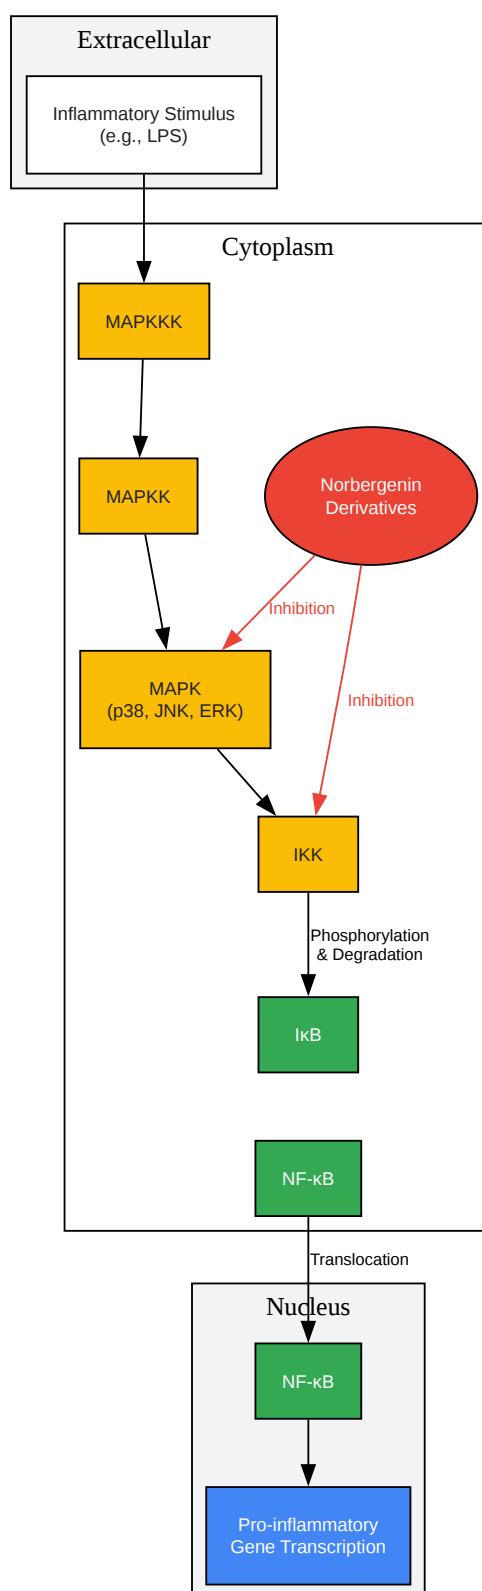 Extracellular
Inflammatory Stimulus
(e.g., LPS)
Cytoplasm
MAPKKK
MAPKK
Norbergenin
Derivatives
Inhibition
MAPK
(p38, JNK, ERK)
Inhibition
IKK
Phosphorylation
& Degradation
IκB
NF-κB
Translocation
Nucleus
NF-κB
Pro-inflammatory
Gene Transcription